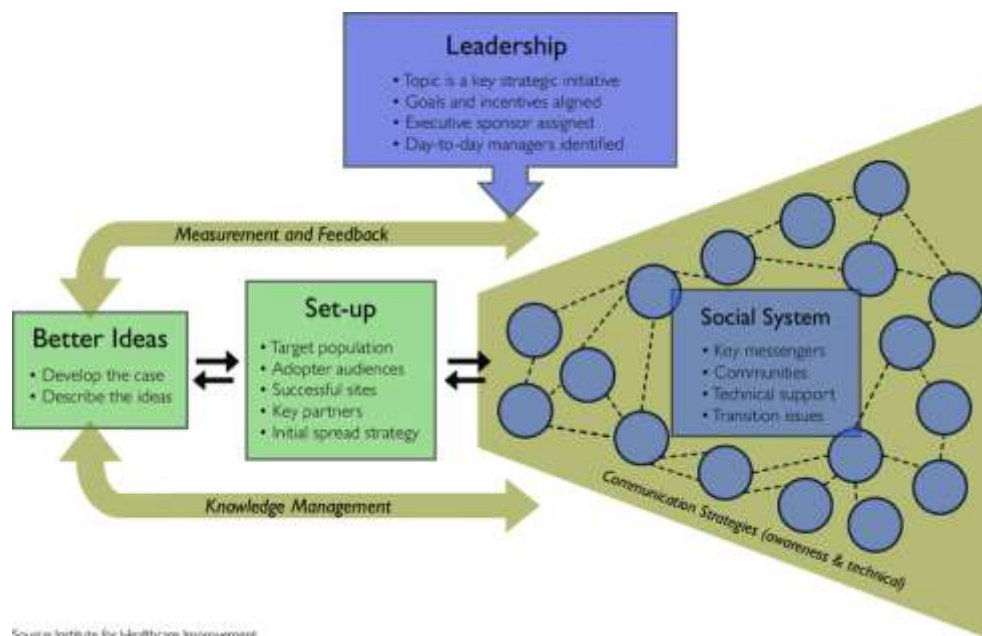 Leadership
• Topic is a key strategic initiative
• Goals and incentives aligned
• Executive sponsor assigned
• Day-to-day managers identified
Measurement and Feedback
Better Ideas
• Develop the case
• Describe the ideas
Set-up
• Target population
• Adopter audiences
• Successful sites
• Key partners
• Initial spread strategy
Social System
• Key messengers
• Communities
• Technical support
• Transition issues
Knowledge Management
Communication Strategies (awareness & technical)
Source: Institute for Healthcare Improvement